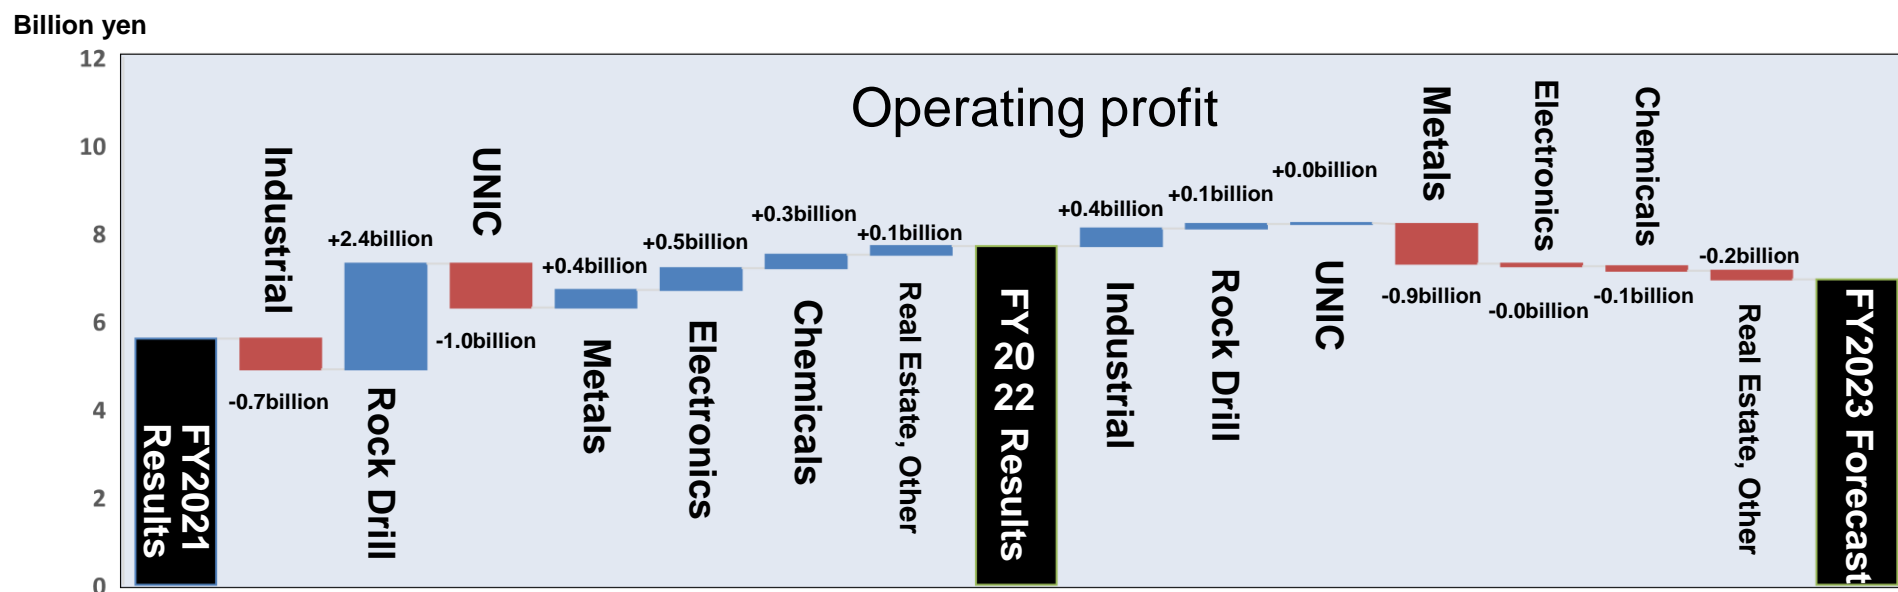 Billion yen
12
10
8
6
4
2
0
Operating profit
FY2021
Results
Industrial
-0.7billion
+2.4billion
Rock Drill
UNIC
-1.0billion
+0.4billion
Metals
+0.5billion
Electronics
+0.3billion
Chemicals
+0.1billion
Real Estate, Other
FY
20
22
Results
+0.4billion
Industrial
+0.1billion
Rock Drill
+0.0billion
UNIC
Metals
-0.9billion
Electronics
-0.0billion
Chemicals
-0.1billion
-0.2billion
Real Estate, Other
FY2023 Forecast